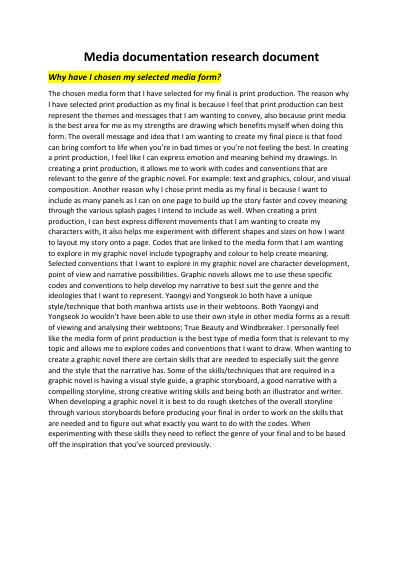 Media documentation research document
Why have I chosen my selected media form?
The chosen media form that I have selected for my final is print production. The reason why
I have selected print production as my final is because I feel that print production can best
represent the themes and messages that I am wanting to convey, also because print media
is the best area for me as my strengths are drawing which benefits myself when doing this
form. The overall message and idea that I am wanting to create my final piece is that food
can bring comfort to life when you're in bad times or you're not feeling the best. In creating
a print production, I feel like I can express emotion and meaning behind my drawings. In
creating a print production, it allows me to work with codes and conventions that are
relevant to the genre of the graphic novel. For example: text and graphics, colour, and visual
composition. Another reason why I chose print media as my final is because I want to
include as many panels as I can on one page to build up the story faster and covey meaning
through the various splash pages I intend to include as well. When creating a print
production, I can best express different movements that I am wanting to create my
characters with, it also helps me experiment with different shapes and sizes on how I want
to layout my story onto a page. Codes that are linked to the media form that I am wanting
to explore in my graphic novel include typography and colour to help create meaning.
Selected conventions that I want to explore in my graphic novel are character development,
point of view and narrative possibilities. Graphic novels allows me to use these specific
codes and conventions to help develop my narrative to best suit the genre and the
ideologies that I want to represent. Yaongyi and Yongseok Jo both have a unique
style/technique that both manhwa artists use in their webtoons. Both Yaongyi and
Yongseok Jo wouldn't have been able to use their own style in other media forms as a result
of viewing and analysing their webtoons; True Beauty and Windbreaker. I personally feel
like the media form of print production is the best type of media form that is relevant to my
topic and allows me to explore codes and conventions that I want to draw. When wanting to
create a graphic novel there are certain skills that are needed to especially suit the genre
and the style that the narrative has. Some of the skills/techniques that are required in a
graphic novel is having a visual style guide, a graphic storyboard, a good narrative with a
compelling storyline, strong creative writing skills and being both an illustrator and writer.
When developing a graphic novel it is best to do rough sketches of the overall storyline
through various storyboards before producing your final in order to work on the skills that
are needed and to figure out what exactly you want to do with the codes. When
experimenting with these skills they need to reflect the genre of your final and to be based
off the inspiration that you've sourced previously.